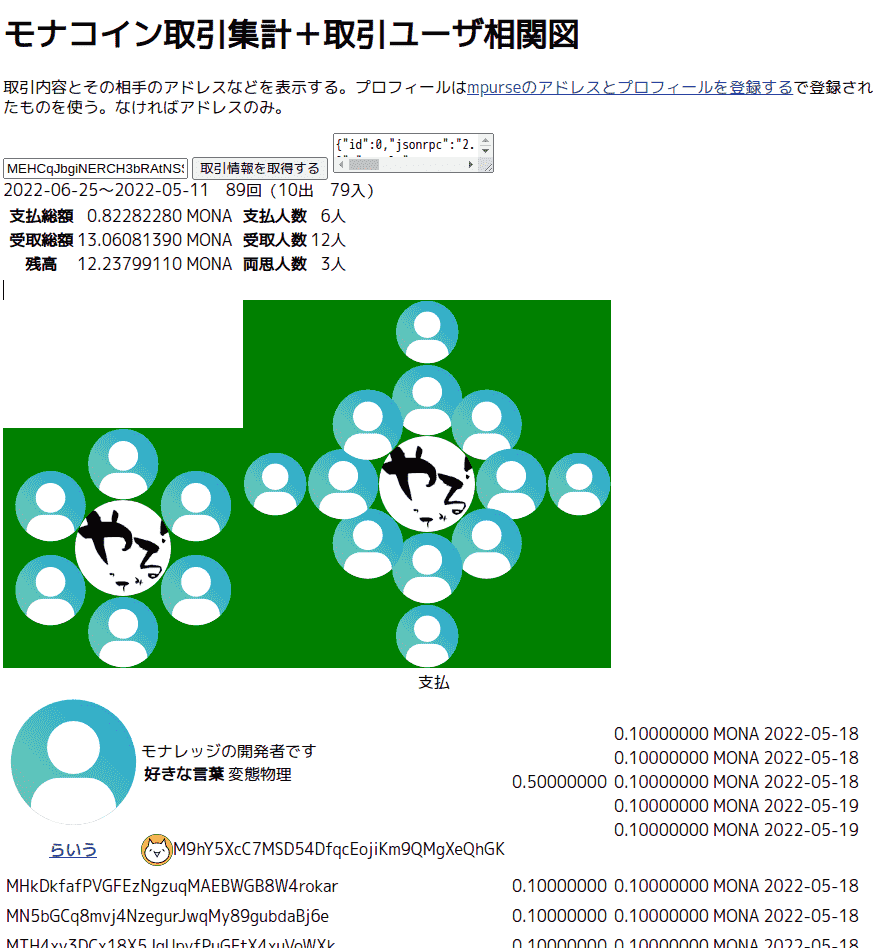 モナコイン取引集計＋取引ユーザ相関図
取引内容とその相手のアドレスなどを表示する。プロフィールはmpurseのアドレスとプロフィールを登録するで登録され
たものを使う。なければアドレスのみ。
{"id":0,"jsonrpc":"2.
MEHCqJbgiNERCH3bRAtNS 取引情報を取得する
2022-06-25～2022-05-11 89回（10出 79入）
支払総額 0.82282280 MONA 支払人数 6人
受取総額 13.06081390 MONA 受取人数 12人
残高 12.23799110 MONA 両思人数 3人
やる!
って
み
やる!
って
み
支払
モナレッジの開発者です
好きな言葉 変態物理
0.10000000 MONA 2022-05-18
0.10000000 MONA 2022-05-18
0.50000000 0.10000000 MONA 2022-05-18
0.10000000 MONA 2022-05-19
0.10000000 MONA 2022-05-19
らいう M9hY5XcC7MSD54DfqcEojiKm9QMgXeQhGK
MHkDkfafPVGFEzNgzuqMAEBWGB8W4rokar 0.10000000 0.10000000 MONA 2022-05-18
MN5bGCq8mvj4NzegurJwqMy89gubdaBj6e 0.10000000 0.10000000 MONA 2022-05-18
0.10000000 0.10000000 MONA 2022-05-18